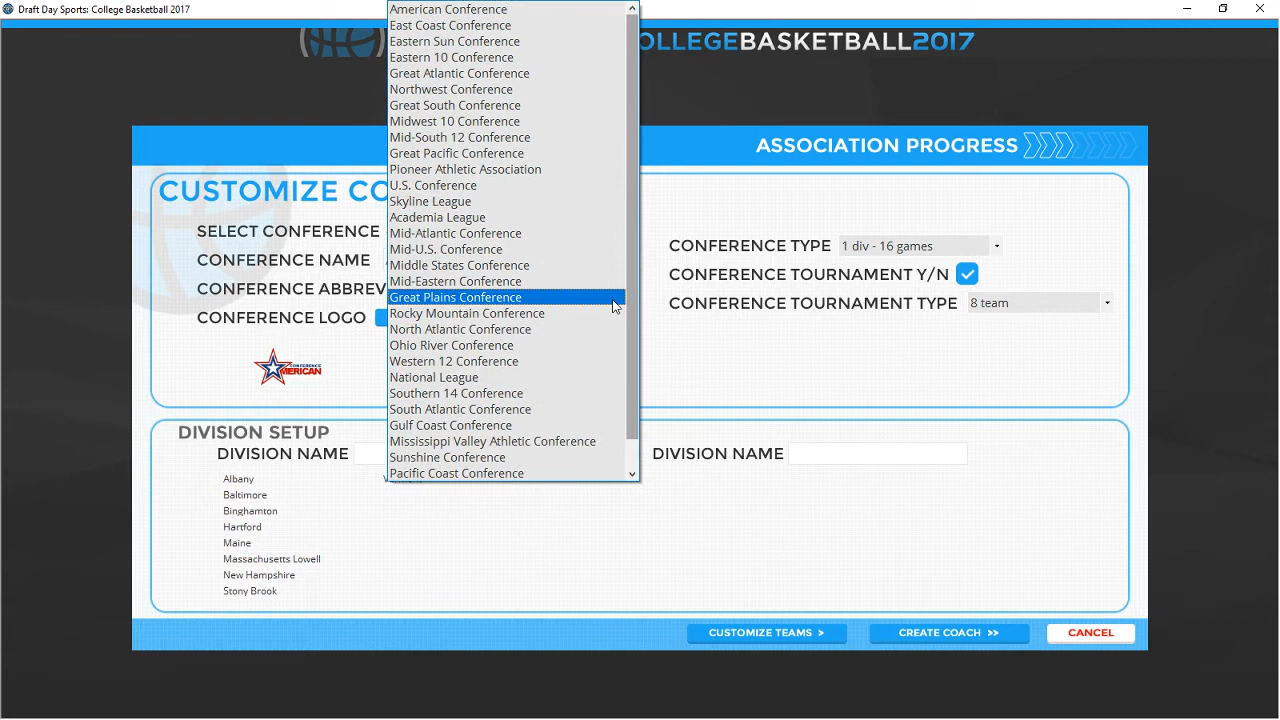 Draft Day Sports: College Basketball 2017
COLLEGEBASKETBALL2017
ASSOCIATION PROGRESS
CUSTOMIZE CO
SELECT CONFERENCE
CONFERENCE NAME
CONFERENCE ABBREV
CONFERENCE LOGO
CONFERENCE
AMERICAN
American Conference
East Coast Conference
Eastern Sun Conference
Eastern 10 Conference
Great Atlantic Conference
Northwest Conference
Great South Conference
Midwest 10 Conference
Mid-South 12 Conference
Great Pacific Conference
Pioneer Athletic Association
U.S. Conference
Skyline League
Academia League
Mid-Atlantic Conference
Mid-U.S. Conference
Middle States Conference
Mid-Eastern Conference
Great Plains Conference
Rocky Mountain Conference
North Atlantic Conference
Ohio River Conference
Western 12 Conference
National League
Southern 14 Conference
South Atlantic Conference
Gulf Coast Conference
Mississippi Valley Athletic Conference
Sunshine Conference
Pacific Coast Conference
CONFERENCE TYPE 1 div - 16 games
CONFERENCE TOURNAMENT Y/N
CONFERENCE TOURNAMENT TYPE 8 team
DIVISION SETUP
DIVISION NAME
DIVISION NAME
Albany
Baltimore
Binghamton
Hartford
Maine
Massachusetts Lowell
New Hampshire
Stony Brook
CUSTOMIZE TEAMS >
CREATE COACH >>
CANCEL